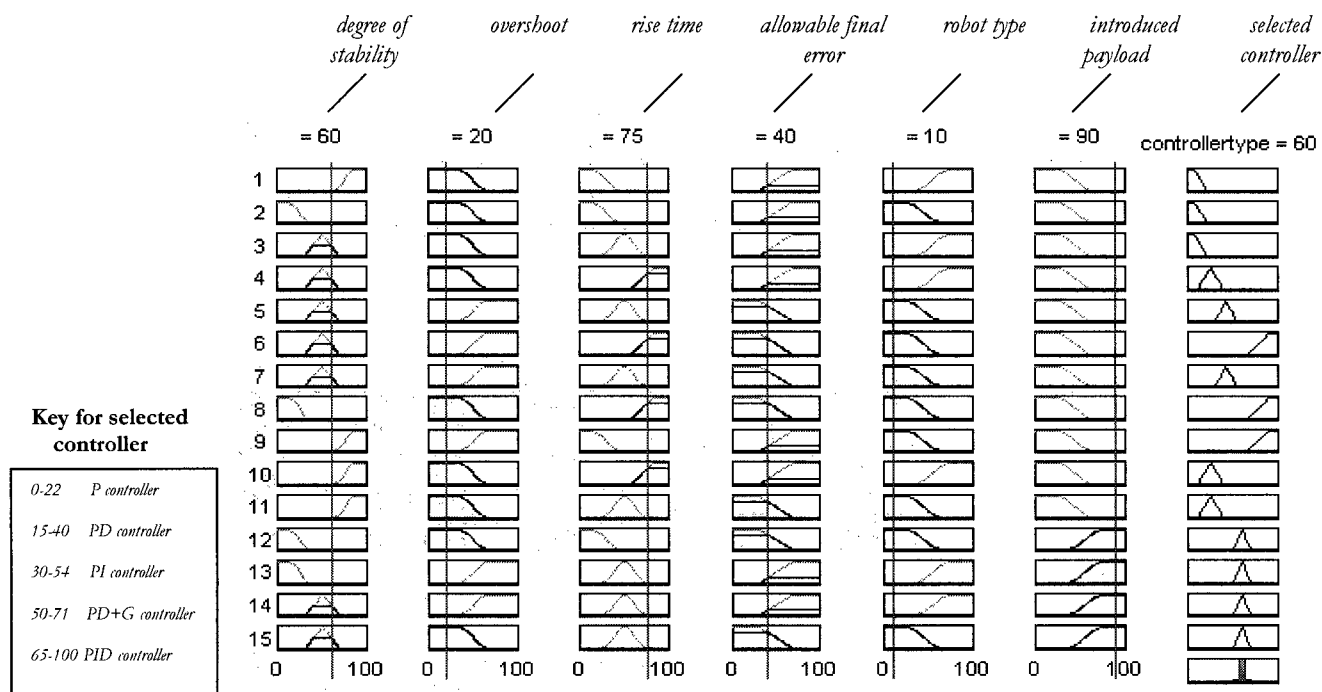 degree of
stability
overshoot
rise time
allowable final
error
robot type
introduced
payload
selected
controller
= 60
= 20
= 75
= 40
= 10
= 90
controllertype = 60
1
2
3
4
5
6
7
8
9
10
11
12
13
14
15
0 100
0 100
0 100
0 100
0 100
0 100
Key for selected
controller
0-22 P controller
15-40 PD controller
30-54 PI controller
50-71 PD+G controller
65-100 PID controller